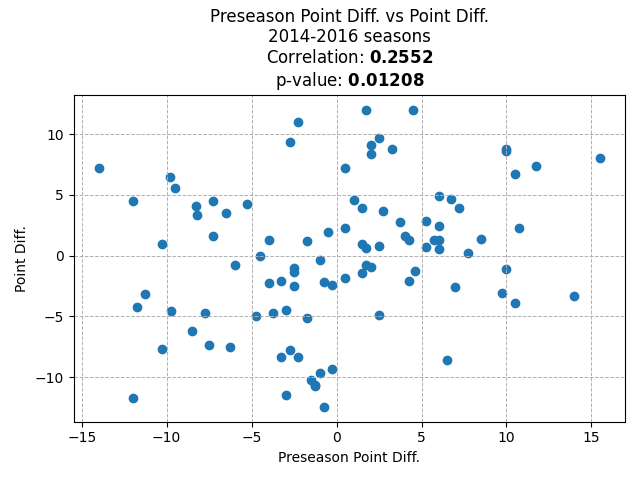 Preseason Point Diff. vs Point Diff.
2014-2016 seasons
Correlation: 0.2552
p-value: 0.01208
Point Diff.
10
5
0
−5
−10
−15 −10 −5 0 5 10 15
Preseason Point Diff.